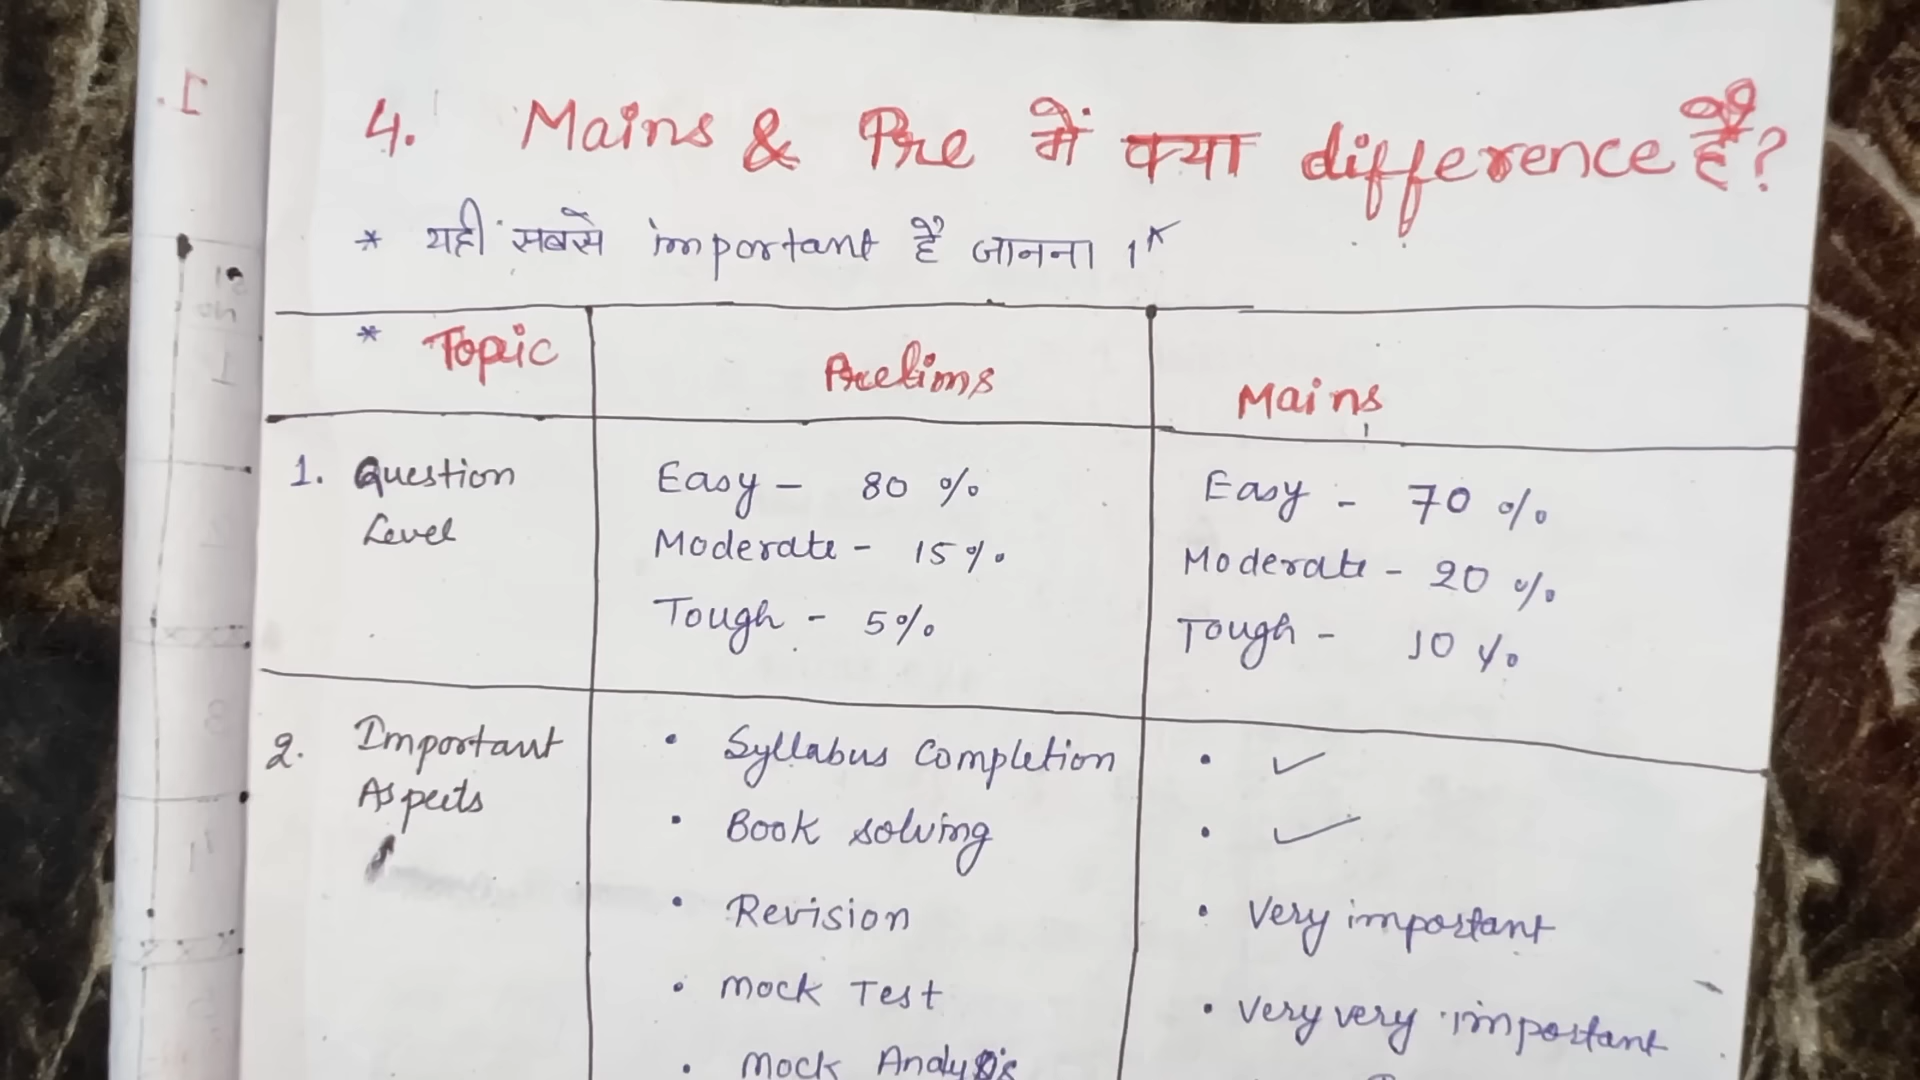 4. Mains & Pre में क्या difference है?
* यही सबसे important है जानना ।*
* Topic
Prelims
Mains
1. Question Level
Easy - 80 %
Moderate - 15 %
Tough - 5 %
Easy - 70 %
Moderate - 20 %
Tough - 10 %
2. Important Aspects
• Syllabus Completion
• Book solving
• Revision
• Mock Test
• Mock Analysis
• ✓
• ✓
• Very important
• Very very important